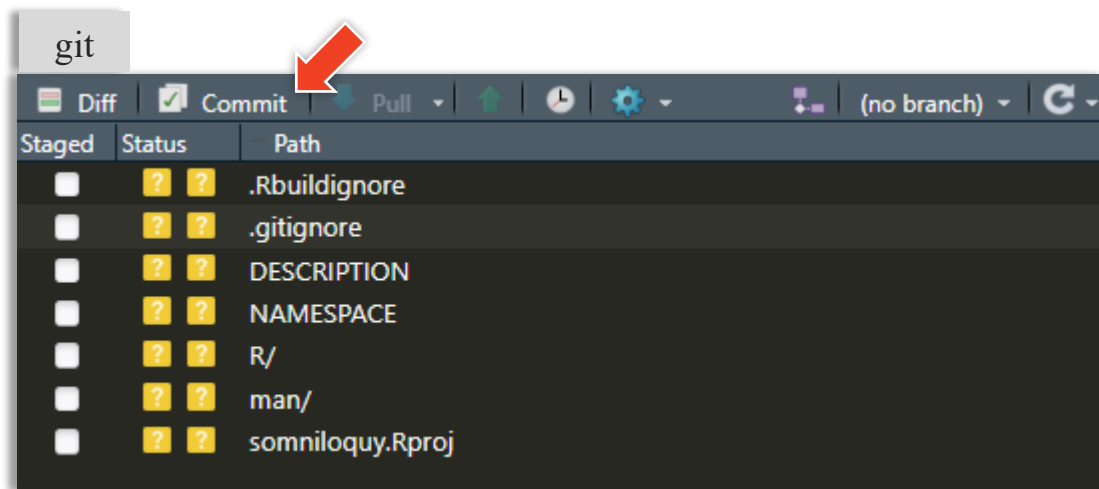 git
Diff Commit Pull (no branch)
Staged Status Path
? ? .Rbuildignore
? ? .gitignore
? ? DESCRIPTION
? ? NAMESPACE
? ? R/
? ? man/
? ? somniloquy.Rproj